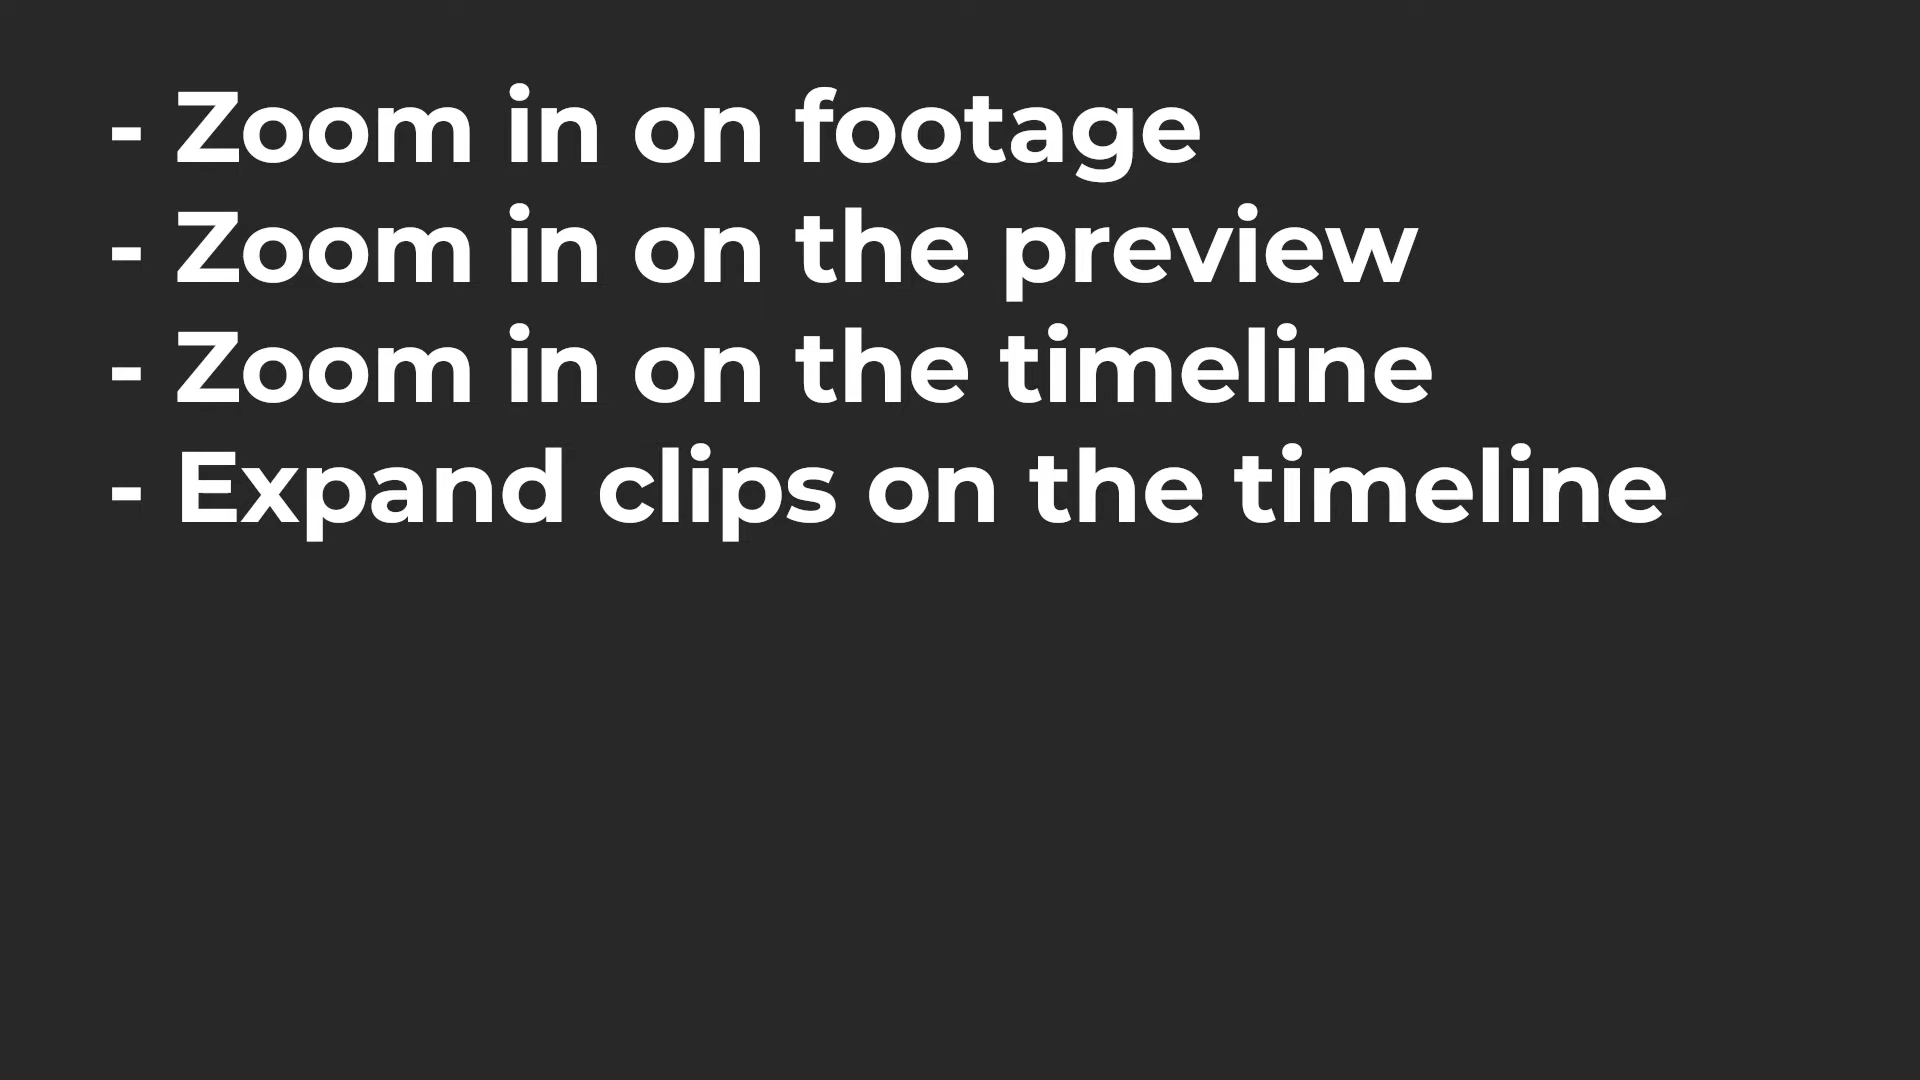 - Zoom in on footage
- Zoom in on the preview
- Zoom in on the timeline
- Expand clips on the timeline